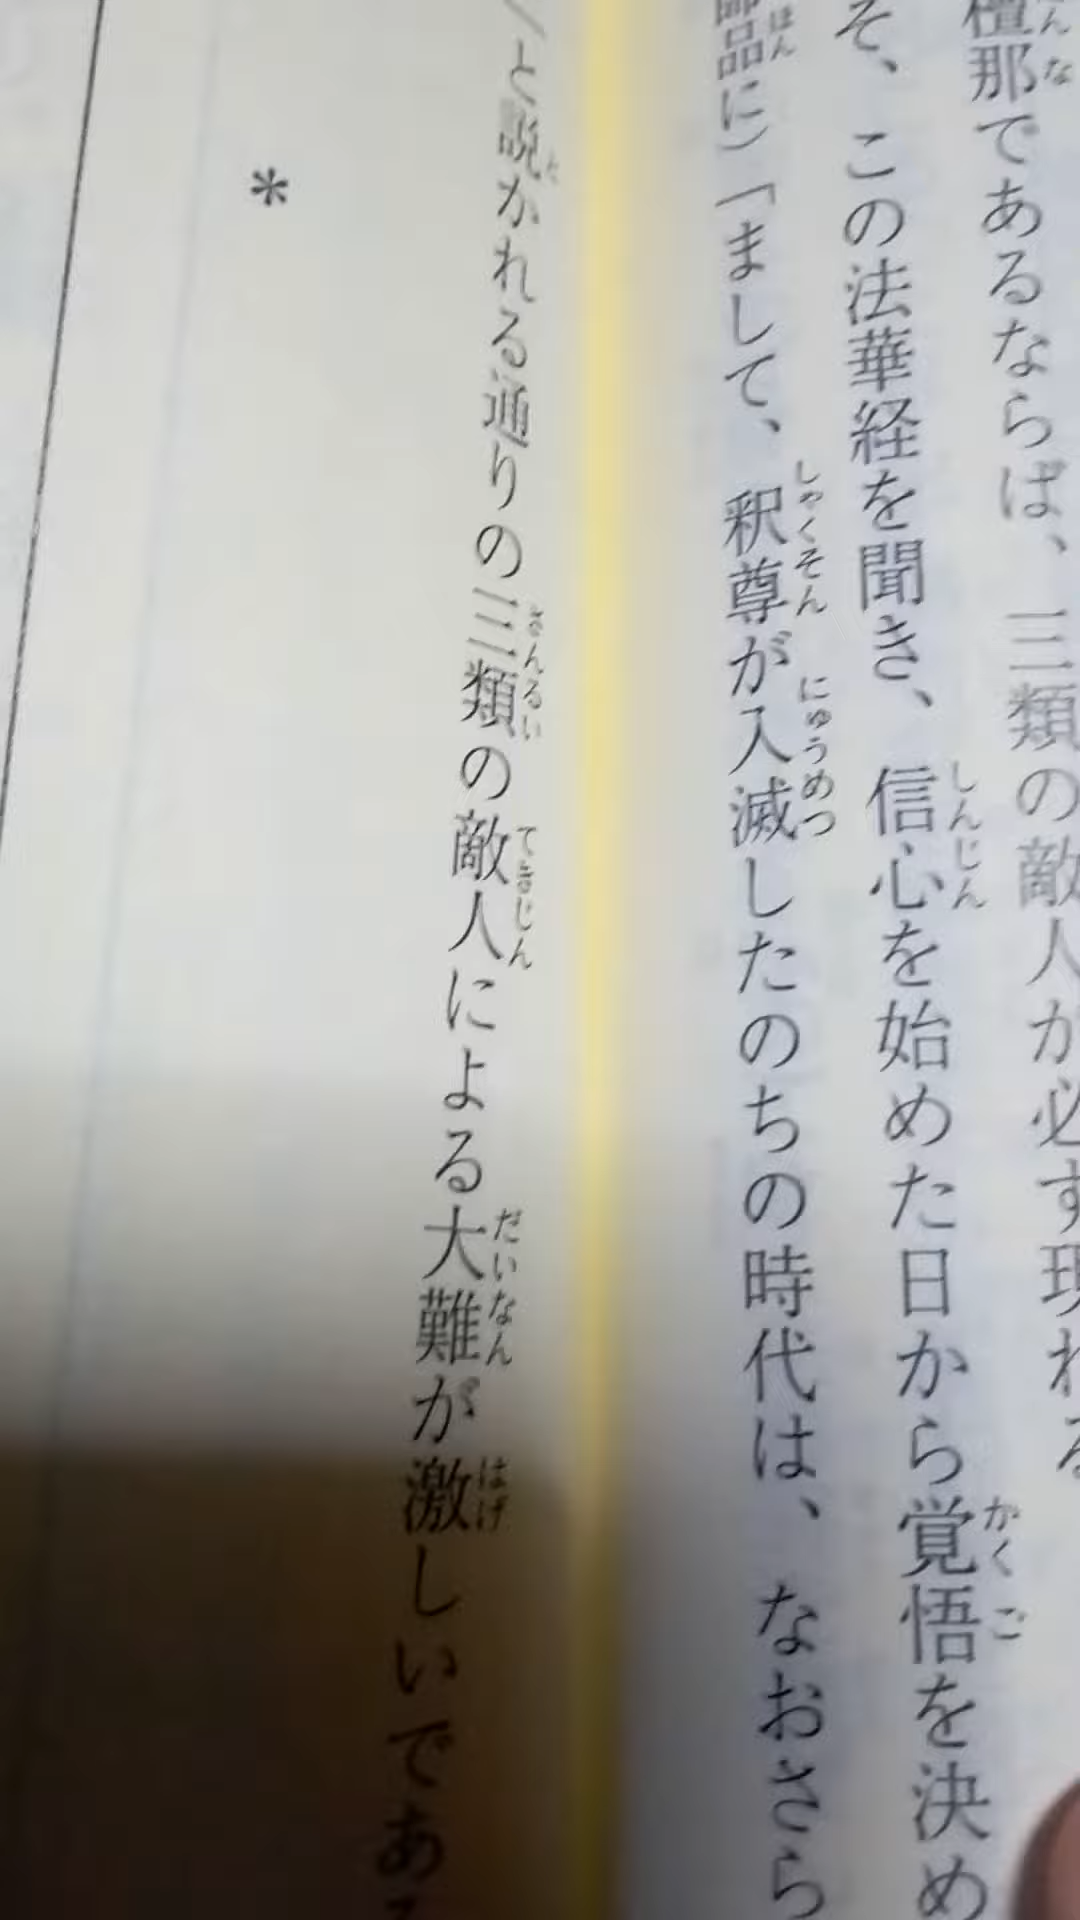 那であるならば、三類の敵人が必ず現れる
そ、この法華経を聞き、信心を始めた日から覚悟を決め
品に)「まして、釈尊が入滅したのちの時代は、なおさら
と説かれる通りの三類の敵人による大難が激しいであ
*